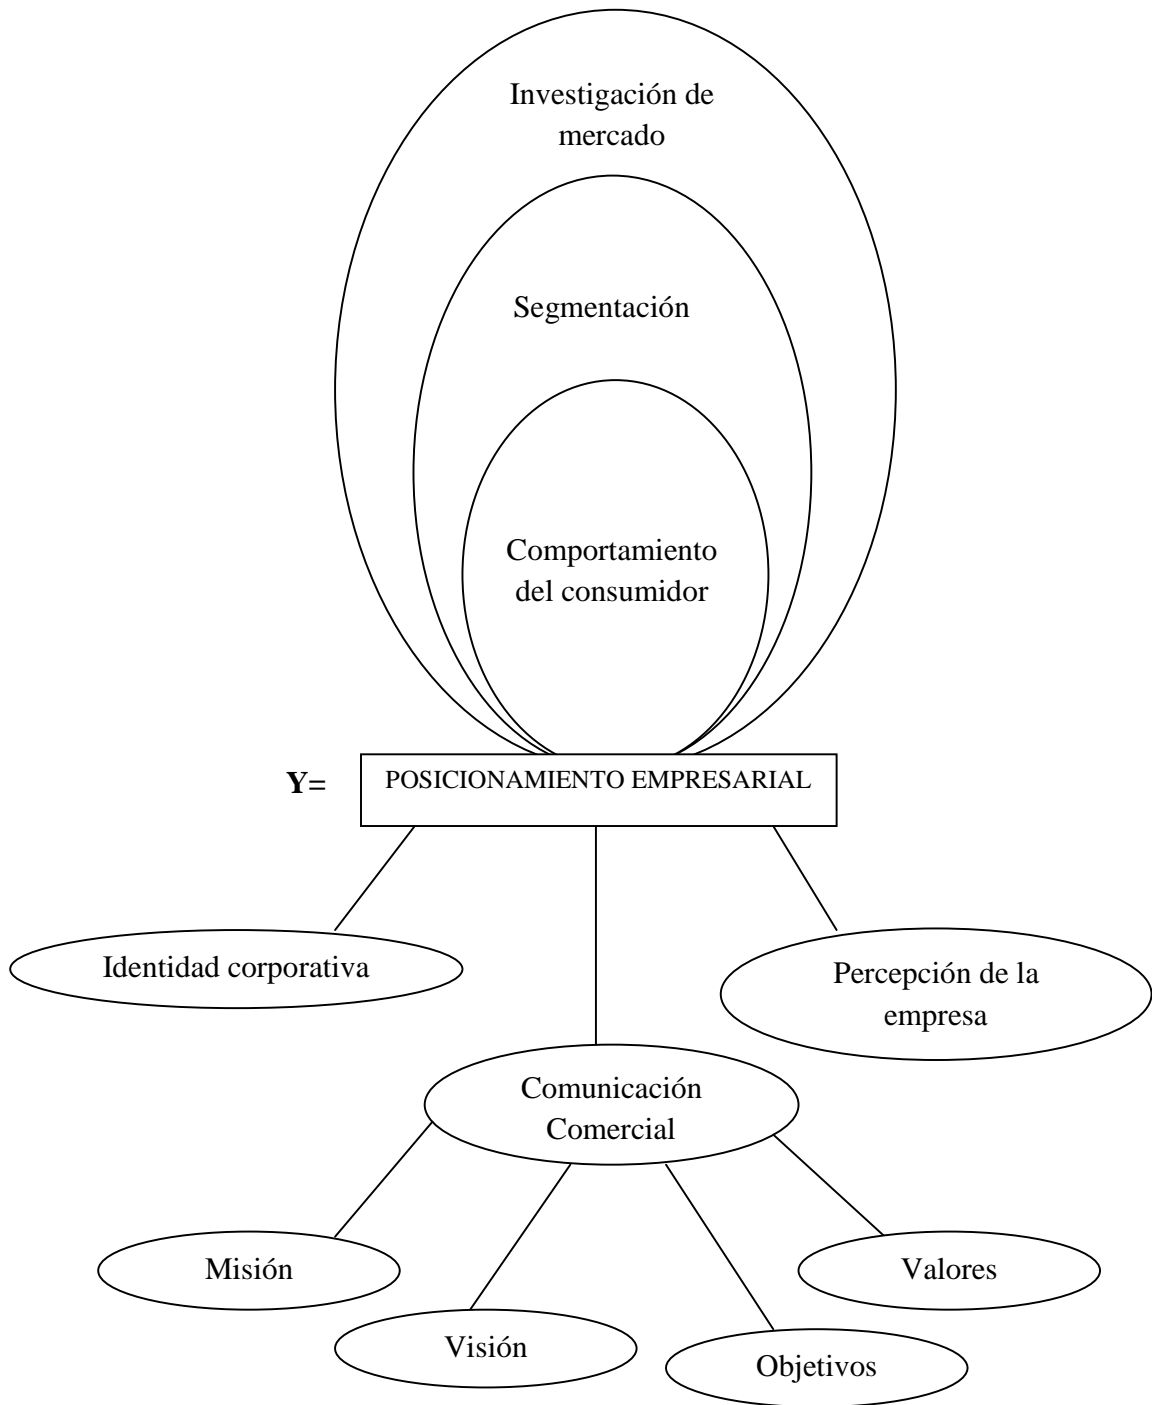 Investigación de
mercado
Segmentación
Comportamiento
del consumidor
Y=
POSICIONAMIENTO EMPRESARIAL
Identidad corporativa
Percepción de la
empresa
Comunicación
Comercial
Misión
Valores
Visión
Objetivos